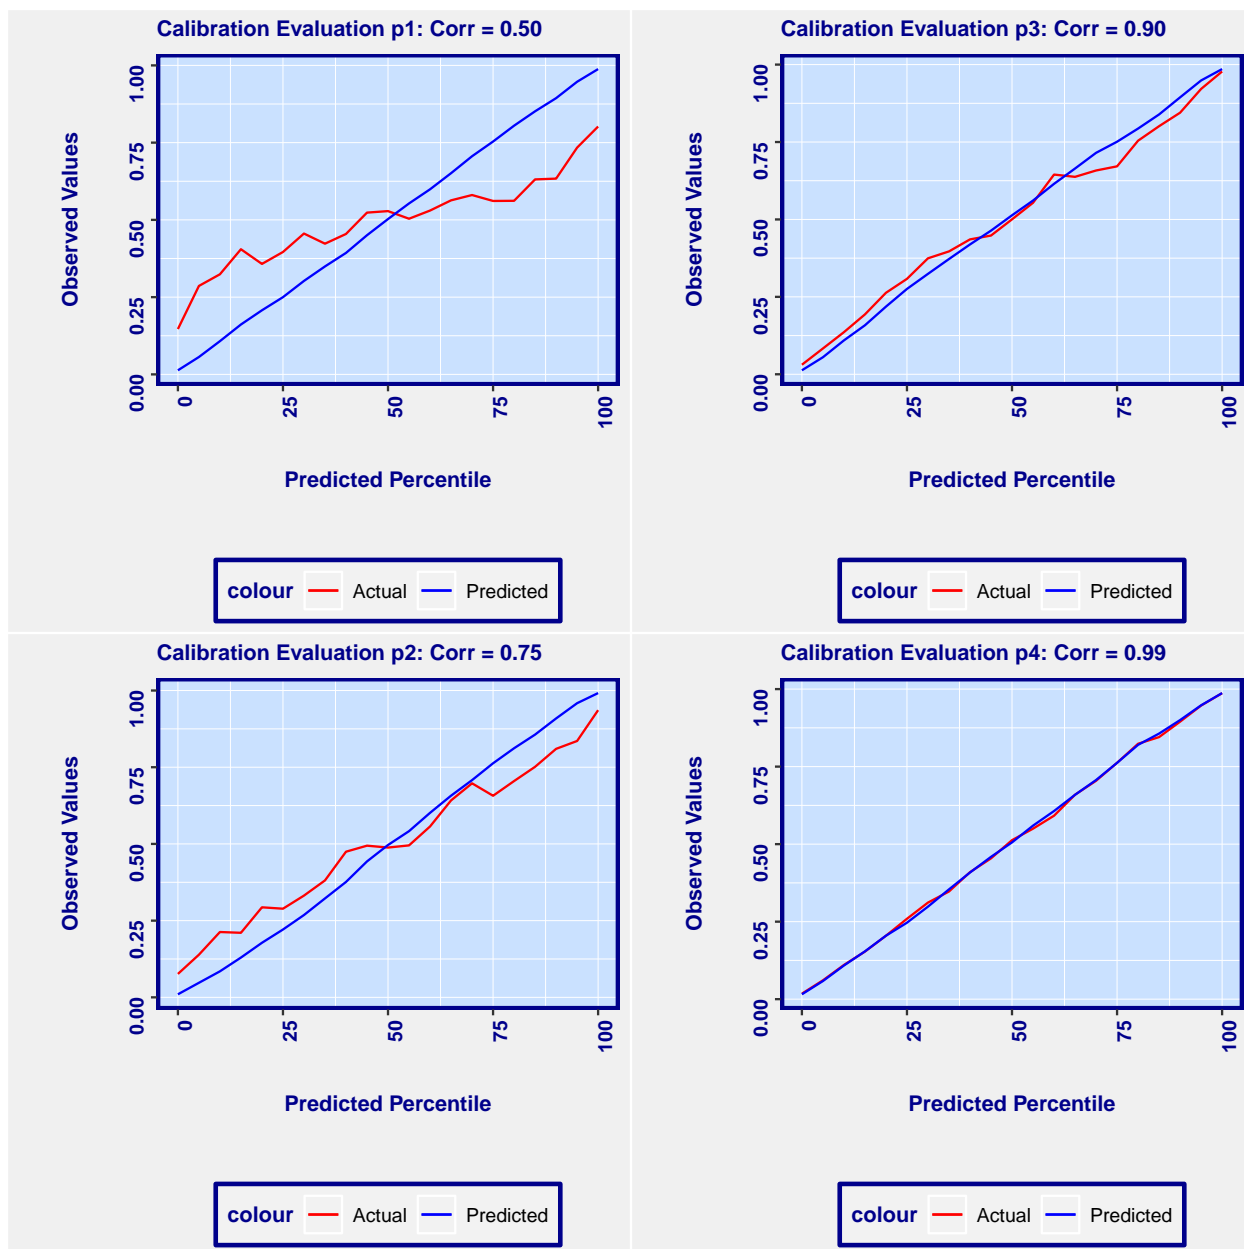 Calibration Evaluation p1: Corr = 0.50
Observed Values
1.00
0.75
0.50
0.25
0.00
0
25
50
75
100
Predicted Percentile
colour Actual Predicted
Calibration Evaluation p3: Corr = 0.90
Observed Values
1.00
0.75
0.50
0.25
0.00
0
25
50
75
100
Predicted Percentile
colour Actual Predicted
Calibration Evaluation p2: Corr = 0.75
Observed Values
1.00
0.75
0.50
0.25
0.00
0
25
50
75
100
Predicted Percentile
colour Actual Predicted
Calibration Evaluation p4: Corr = 0.99
Observed Values
1.00
0.75
0.50
0.25
0.00
0
25
50
75
100
Predicted Percentile
colour Actual Predicted